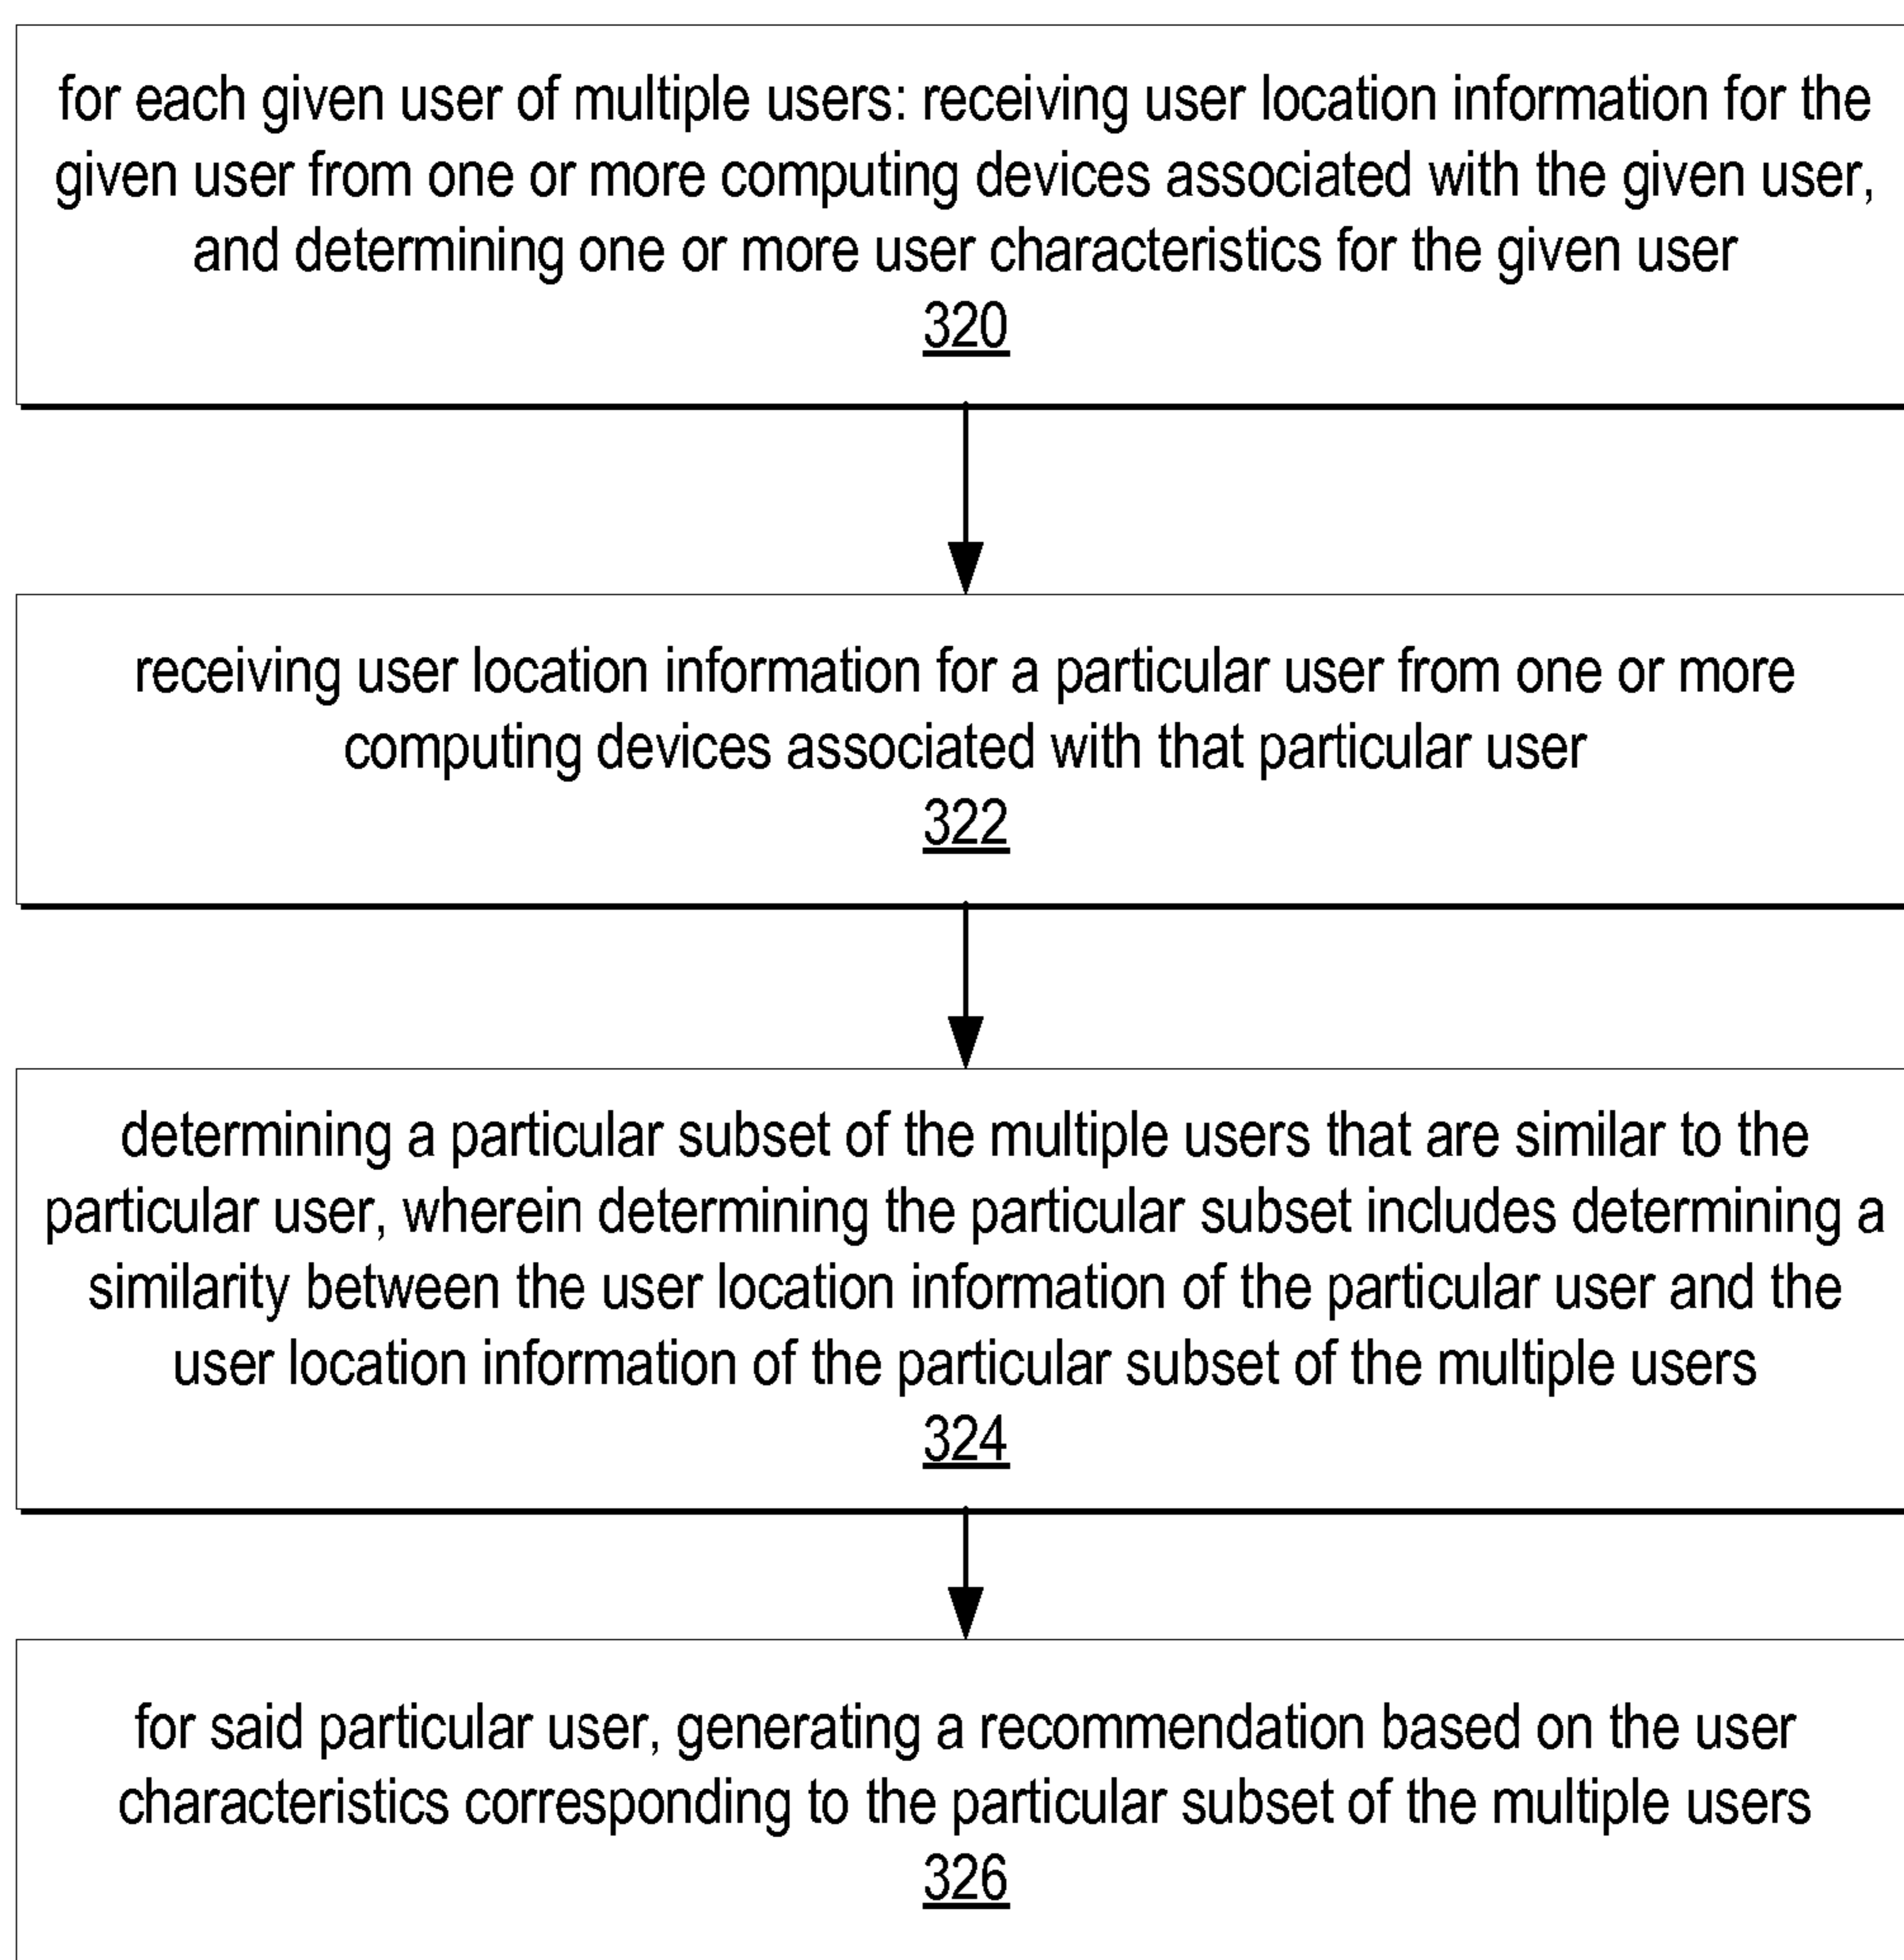 for each given user of multiple users: receiving user location information for the
given user from one or more computing devices associated with the given user,
and determining one or more user characteristics for the given user
320
receiving user location information for a particular user from one or more
computing devices associated with that particular user
322
determining a particular subset of the multiple users that are similar to the
particular user, wherein determining the particular subset includes determining a
similarity between the user location information of the particular user and the
user location information of the particular subset of the multiple users
324
for said particular user, generating a recommendation based on the user
characteristics corresponding to the particular subset of the multiple users
326